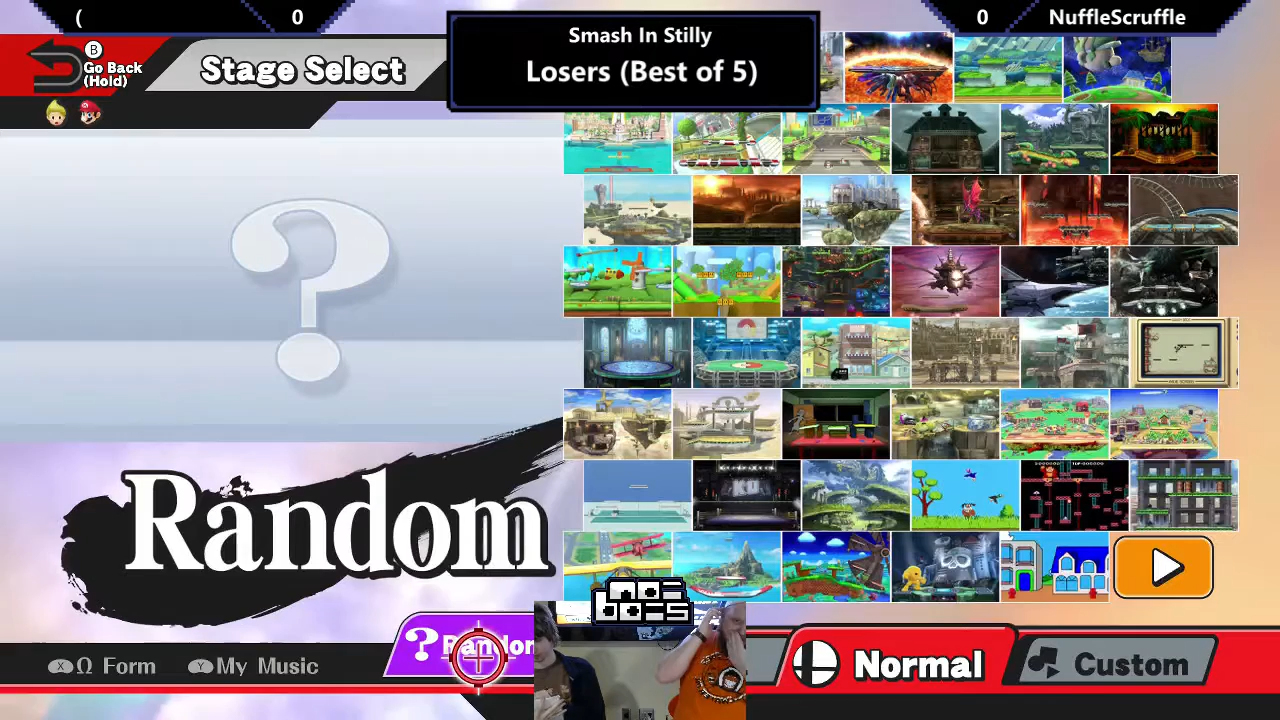 (
0
Smash In Stilly
Losers (Best of 5)
0
NuffleScruffle
B
Go Back
(Hold)
Stage Select
?
Random
X Ω Form
Y My Music
? Random
Normal
Custom